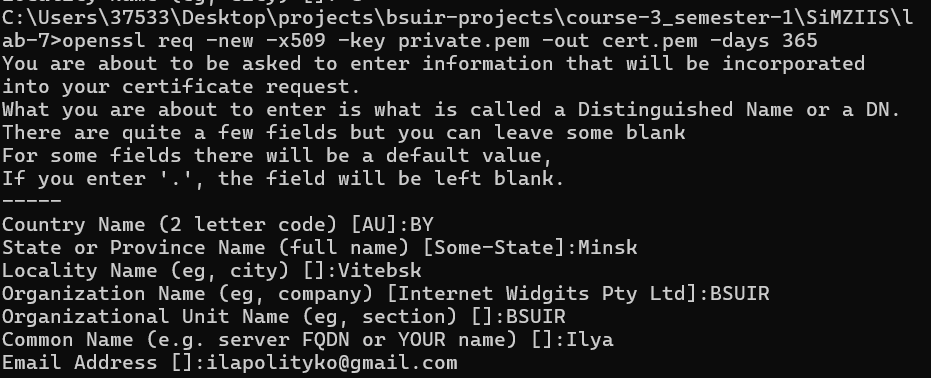 C:\Users\37533\Desktop\projects\bsuir-projects\course-3_semester-1\SiMZIIS\l
ab-7>openssl req -new -x509 -key private.pem -out cert.pem -days 365
You are about to be asked to enter information that will be incorporated
into your certificate request.
What you are about to enter is what is called a Distinguished Name or a DN.
There are quite a few fields but you can leave some blank
For some fields there will be a default value,
If you enter '.', the field will be left blank.
-----
Country Name (2 letter code) [AU]:BY
State or Province Name (full name) [Some-State]:Minsk
Locality Name (eg, city) []:Vitebsk
Organization Name (eg, company) [Internet Widgits Pty Ltd]:BSUIR
Organizational Unit Name (eg, section) []:BSUIR
Common Name (e.g. server FQDN or YOUR name) []:Ilya
Email Address []:ilapolityko@gmail.com